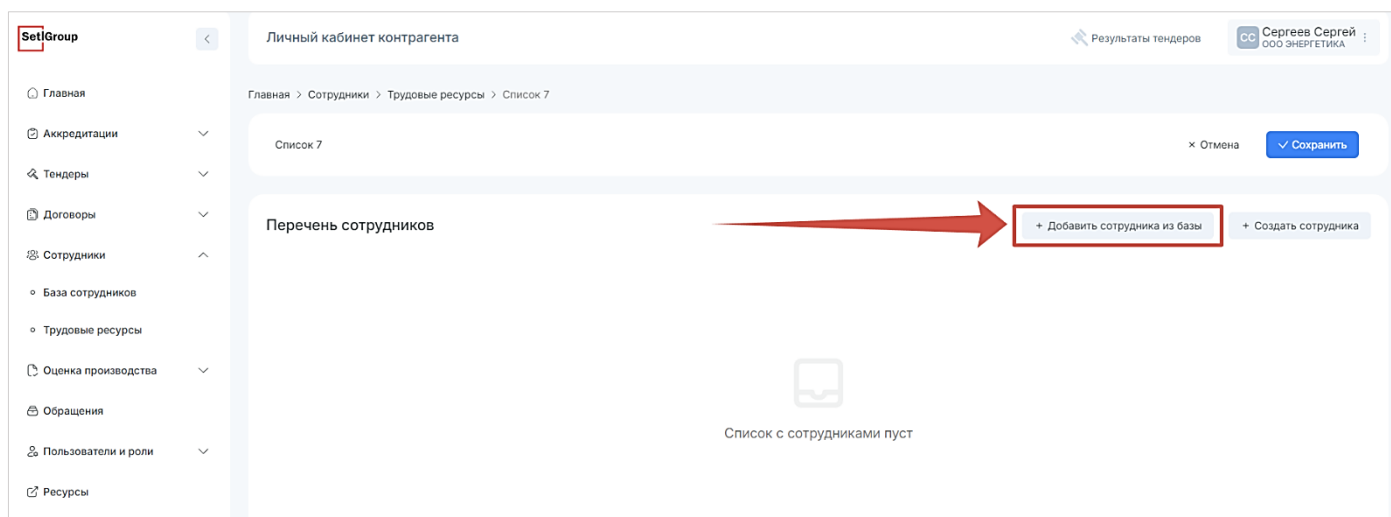 SetlGroup
Личный кабинет контрагента
Результаты тендеров
СС
Сергеев Сергей
ООО ЭНЕРГЕТИКА
Главная
Аккредитации
Тендеры
Договоры
Сотрудники
База сотрудников
Трудовые ресурсы
Оценка производства
Обращения
Пользователи и роли
Ресурсы
Главная > Сотрудники > Трудовые ресурсы > Список 7
Список 7
× Отмена
Сохранить
Перечень сотрудников
+ Добавить сотрудника из базы
+ Создать сотрудника
Список с сотрудниками пуст